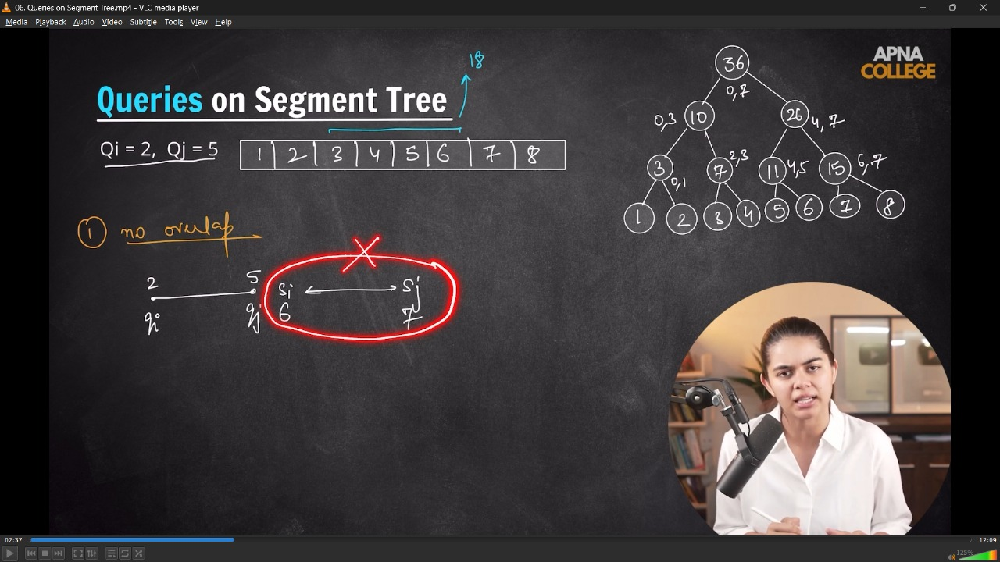 06. Queries on Segment Tree.mp4 - VLC media player
Media Playback Audio Video Subtitle Tools View Help
18
APNA
COLLEGE
Queries on Segment Tree
Qi = 2, Qj = 5
1 2 3 4 5 6 7 8
36
0,7
0,3 10 26 4,7
3 0,1 7 2,3 11 4,5 15 6,7
1 2 3 4 5 6 7 8
1 no overlap
2 5 si sj
qi qj 6 7
02:37 12:09
125%